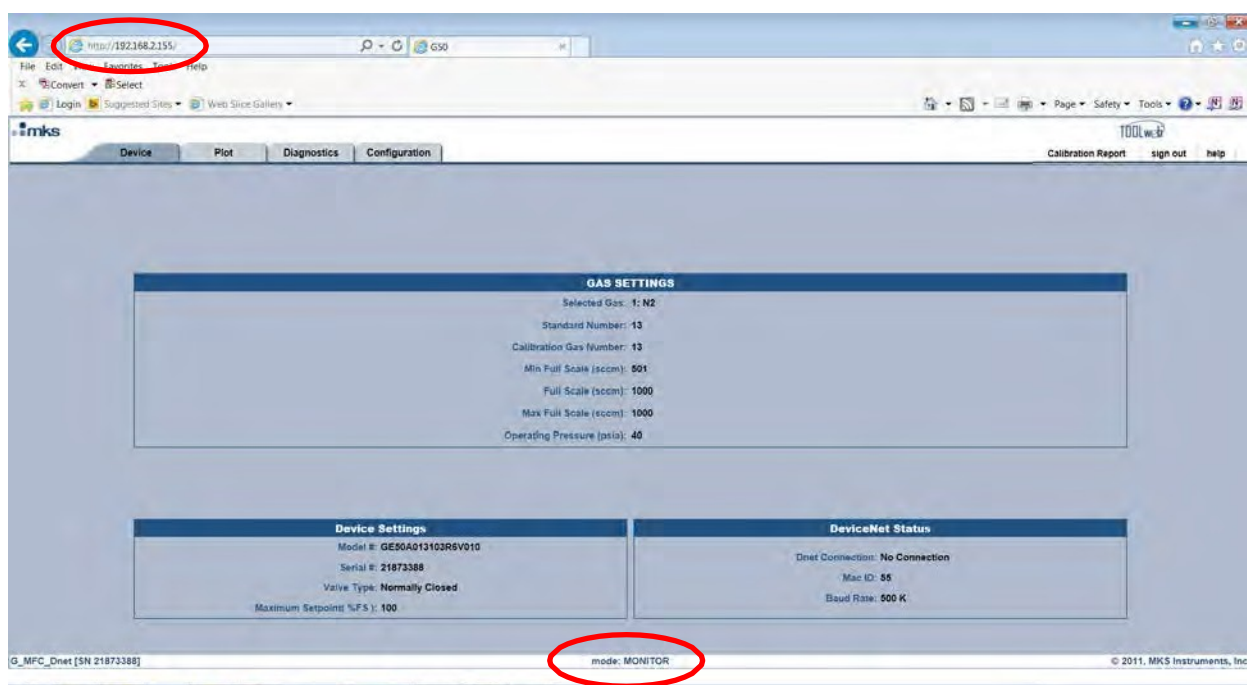 http://192.168.2.155/ G50
File Edit View Favorites Tools Help
x Convert Select
Login Suggested Sites Web Slice Gallery Page Safety Tools
mks TOOLweb
Device Plot Diagnostics Configuration Calibration Report sign out help
GAS SETTINGS
Selected Gas: 1: N2
Standard Number: 13
Calibration Gas Number: 13
Min Full Scale (sccm): 501
Full Scale (sccm): 1000
Max Full Scale (sccm): 1000
Operating Pressure (psia): 40
Device Settings
Model #: GE50A013103R6V010
Serial #: 21873388
Valve Type: Normally Closed
Maximum Setpoint( %FS ): 100
DeviceNet Status
Dnet Connection: No Connection
Mac ID: 55
Baud Rate: 500 K
G_MFC_Dnet [SN 21873388] mode: MONITOR © 2011, MKS Instruments, Inc